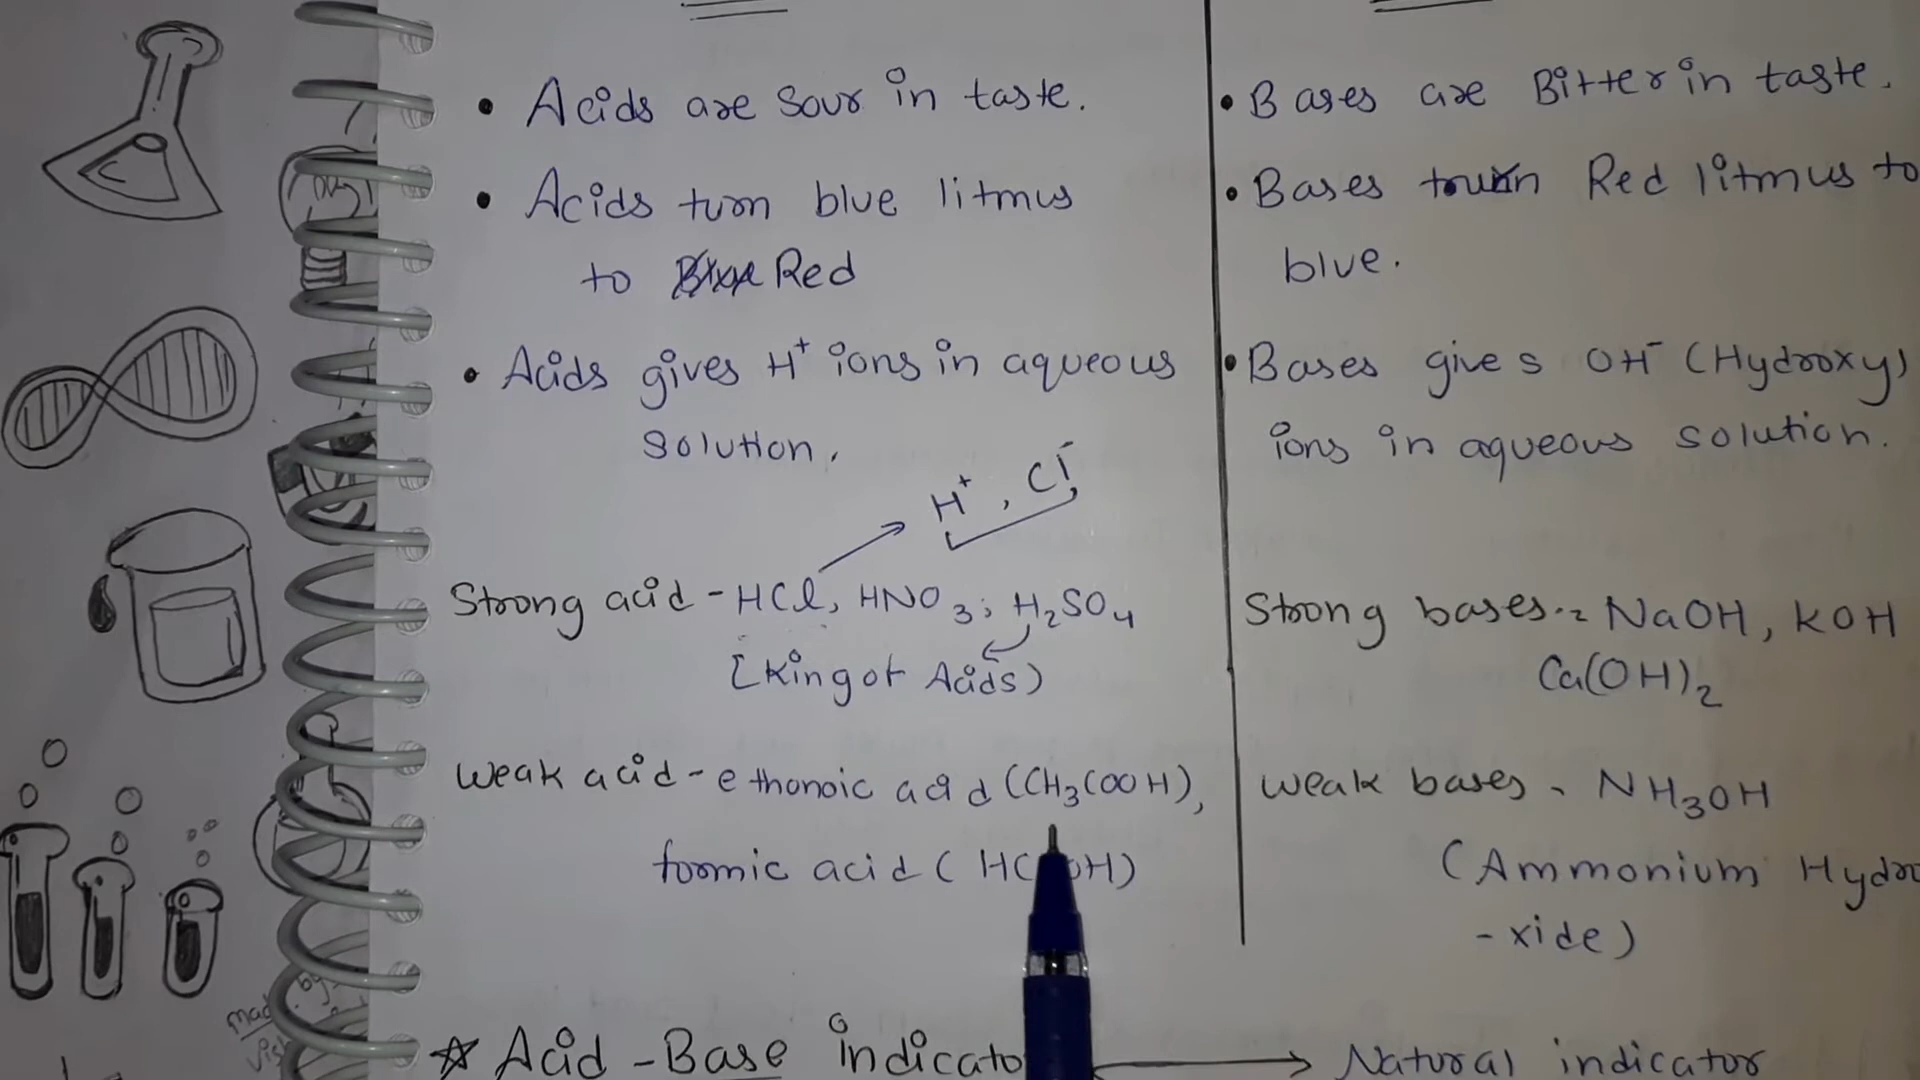 • Acids are Sour in taste.
• Acids turn blue litmus
to Red
• Acids gives H⁺ ions in aqueous
Solution.
H⁺, Cl⁻
Strong acid - HCl, HNO₃, H₂SO₄
[King of Acids)
Weak acid - ethanoic acid (CH₃COOH),
formic acid (HC OH)
• Bases are Bitter in taste.
• Bases turn Red litmus to
blue.
• Bases gives OH⁻ (Hydroxy)
ions in aqueous solution.
Strong bases - NaOH, KOH
Ca(OH)₂
Weak bases - NH₃OH
(Ammonium Hydro
-xide)
☆ Acid - Base indicato → Natural indicator